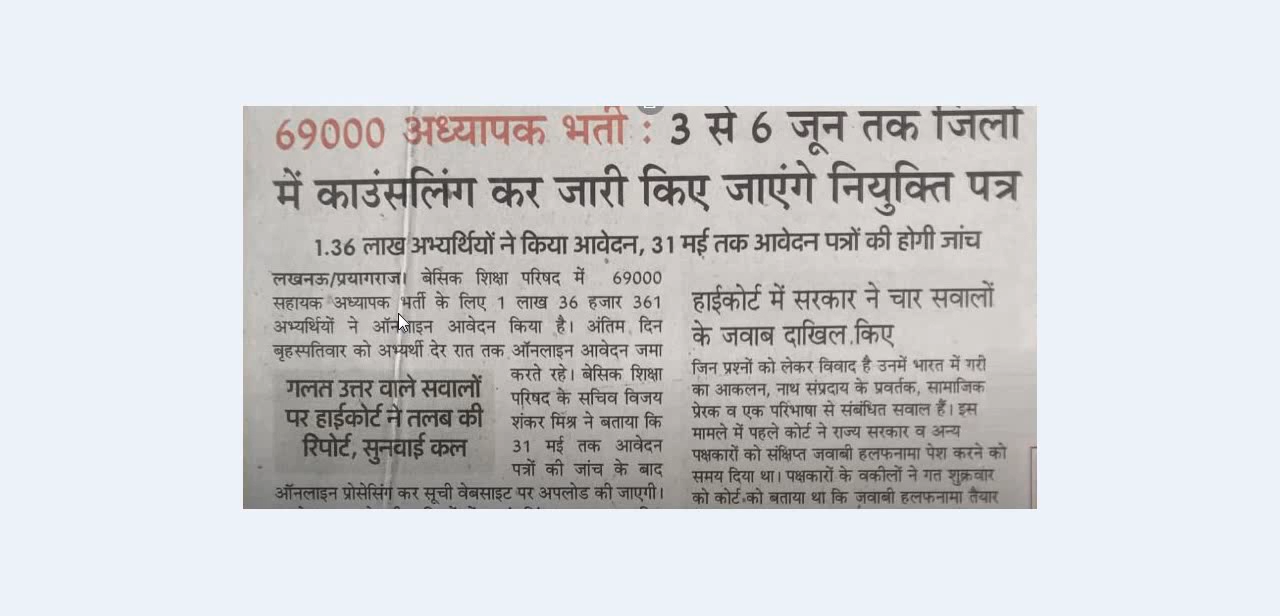 69000 अध्यापक भर्ती : 3 से 6 जून तक जिलों
में काउंसलिंग कर जारी किए जाएंगे नियुक्ति पत्र
1.36 लाख अभ्यर्थियों ने किया आवेदन, 31 मई तक आवेदन पत्रों की होगी जांच
लखनऊ/प्रयागराज। बेसिक शिक्षा परिषद में 69000
सहायक अध्यापक भर्ती के लिए 1 लाख 36 हजार 361
अभ्यर्थियों ने ऑनलाइन आवेदन किया है। अंतिम दिन
बृहस्पतिवार को अभ्यर्थी देर रात तक ऑनलाइन आवेदन जमा
करते रहे। बेसिक शिक्षा
परिषद के सचिव विजय
शंकर मिश्र ने बताया कि
31 मई तक आवेदन
पत्रों की जांच के बाद
ऑनलाइन प्रोसेसिंग कर सूची वेबसाइट पर अपलोड की जाएगी।
गलत उत्तर वाले सवालों
पर हाईकोर्ट ने तलब की
रिपोर्ट, सुनवाई कल
हाईकोर्ट में सरकार ने चार सवालों
के जवाब दाखिल किए
जिन प्रश्नों को लेकर विवाद है उनमें भारत में गरीबी
का आकलन, नाथ संप्रदाय के प्रवर्तक, सामाजिक
प्रेरक व एक परिभाषा से संबंधित सवाल हैं। इस
मामले में पहले कोर्ट ने राज्य सरकार व अन्य
पक्षकारों को संक्षिप्त जवाबी हलफनामा पेश करने को
समय दिया था। पक्षकारों के वकीलों ने गत शुक्रवार
को कोर्ट को बताया था कि जवाबी हलफनामा तैयार